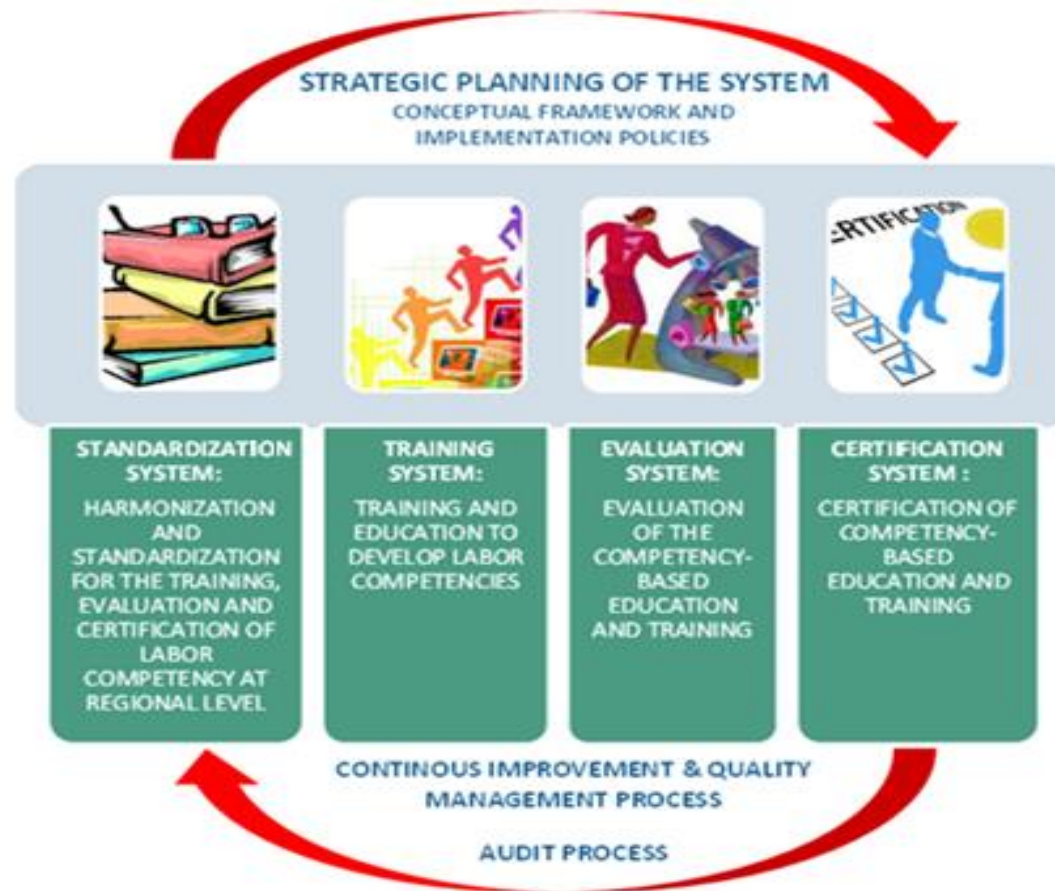 STRATEGIC PLANNING OF THE SYSTEM
CONCEPTUAL FRAMEWORK AND
IMPLEMENTATION POLICIES
ERTIFICATION
STANDARDIZATION
SYSTEM:
HARMONIZATION
AND
STANDARDIZATION
FOR THE TRAINING,
EVALUATION AND
CERTIFICATION OF
LABOR
COMPETENCY AT
REGIONAL LEVEL
TRAINING
SYSTEM:
TRAINING AND
EDUCATION TO
DEVELOP LABOR
COMPETENCIES
EVALUATION
SYSTEM:
EVALUATION
OF THE
COMPETENCY-
BASED
EDUCATION
AND TRAINING
CERTIFICATION
SYSTEM :
CERTIFICATION OF
COMPETENCY-
BASED
EDUCATION AND
TRAINING
CONTINOUS IMPROVEMENT & QUALITY
MANAGEMENT PROCESS
AUDIT PROCESS